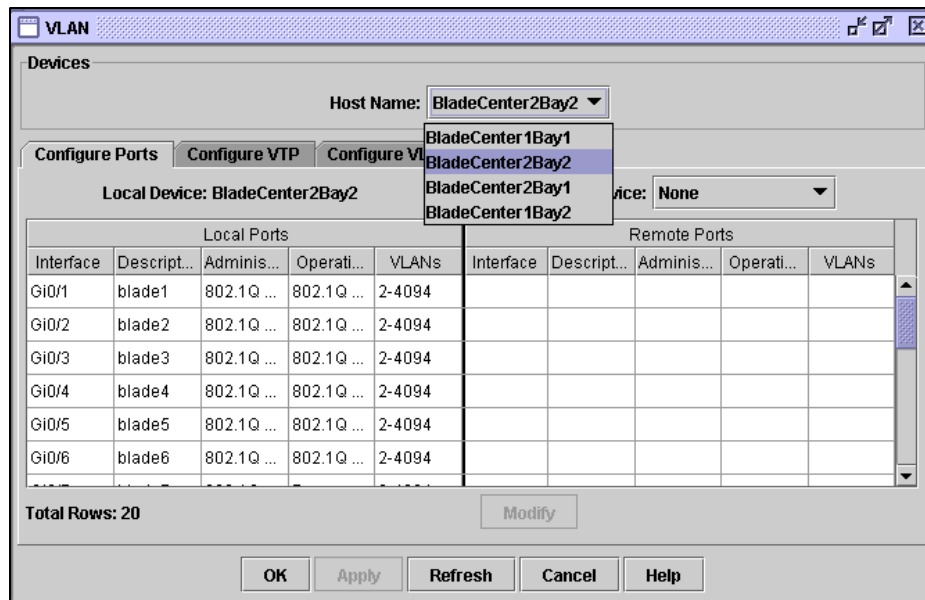 VLAN
Devices
Host Name: BladeCenter2Bay2
BladeCenter1Bay1
BladeCenter2Bay2
BladeCenter2Bay1
BladeCenter1Bay2
Configure Ports Configure VTP Configure
Local Device: BladeCenter2Bay2 None
Local Ports Remote Ports
Interface Descript... Adminis... Operati... VLANs Interface Descript... Adminis... Operati... VLANs
Gi0/1 blade1 802.1Q ... 802.1Q ... 2-4094
Gi0/2 blade2 802.1Q ... 802.1Q ... 2-4094
Gi0/3 blade3 802.1Q ... 802.1Q ... 2-4094
Gi0/4 blade4 802.1Q ... 802.1Q ... 2-4094
Gi0/5 blade5 802.1Q ... 802.1Q ... 2-4094
Gi0/6 blade6 802.1Q ... 802.1Q ... 2-4094
Total Rows: 20 Modify
OK Apply Refresh Cancel Help